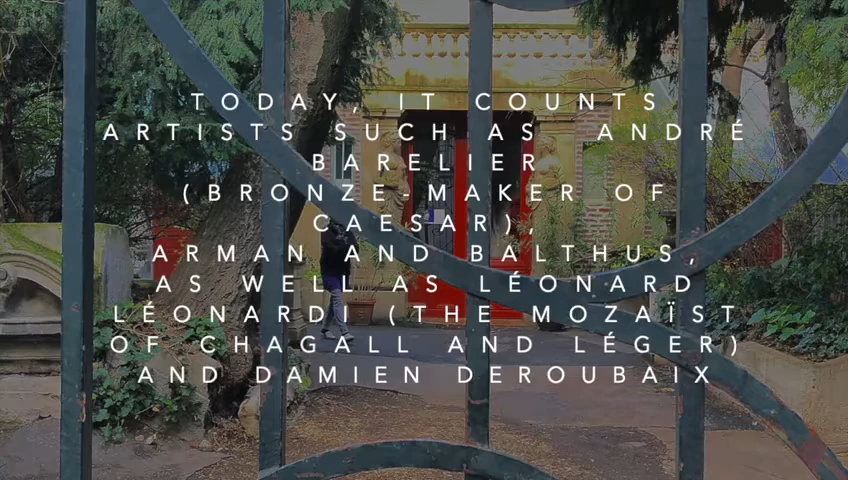 TODAY, IT COUNTS
ARTISTS SUCH AS ANDRÉ
BARELIER
(BRONZE-MAKER OF
CAESAR),
ARMAN AND BALTHUS,
AS WELL AS LÉONARD
LÉONARDI (THE MOZAÏST
OF CHAGALL AND LÉGER)
AND DAMIEN DEROUBAIX